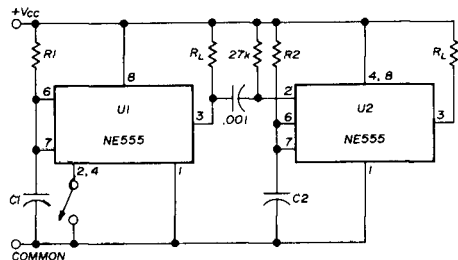 +VCC
R1
8
RL
27k
R2
4, 8
RL
6
U1
2
U2
3
.001
6
3
7
NE555
7
NE555
2, 4
1
1
C1
C2
COMMON